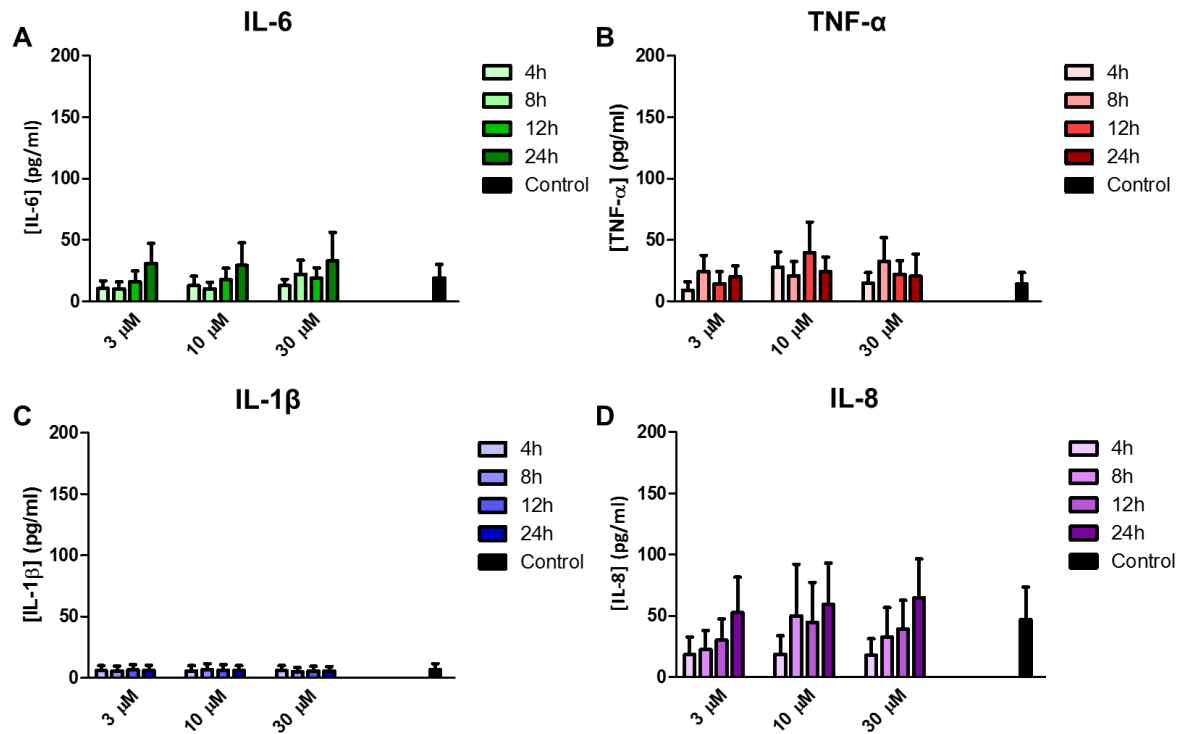 A
IL-6
200
150
100
50
0
[IL-6] (pg/ml)
3 µM
10 µM
30 µM
4h
8h
12h
24h
Control
B
TNF-α
200
150
100
50
0
[TNF-α] (pg/ml)
3 µM
10 µM
30 µM
4h
8h
12h
24h
Control
C
IL-1β
200
150
100
50
0
[IL-1β] (pg/ml)
3 µM
10 µM
30 µM
4h
8h
12h
24h
Control
D
IL-8
200
150
100
50
0
[IL-8] (pg/ml)
3 µM
10 µM
30 µM
4h
8h
12h
24h
Control